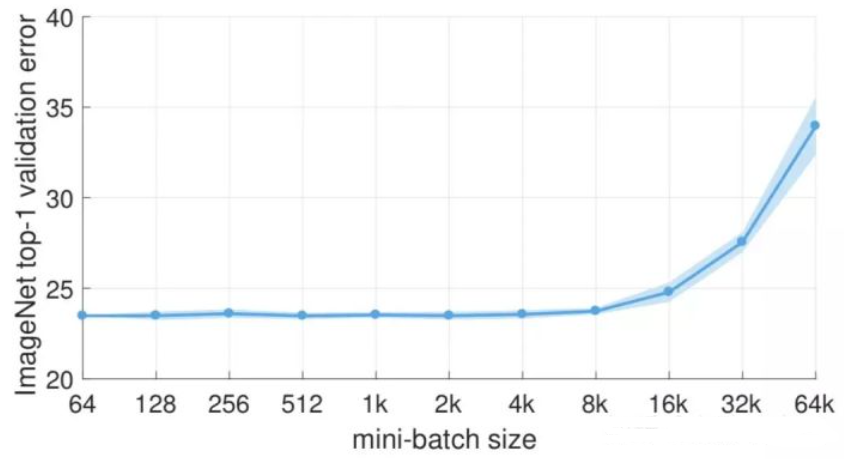 ImageNet top-1 validation error
40
35
30
25
20
64 128 256 512 1k 2k 4k 8k 16k 32k 64k
mini-batch size